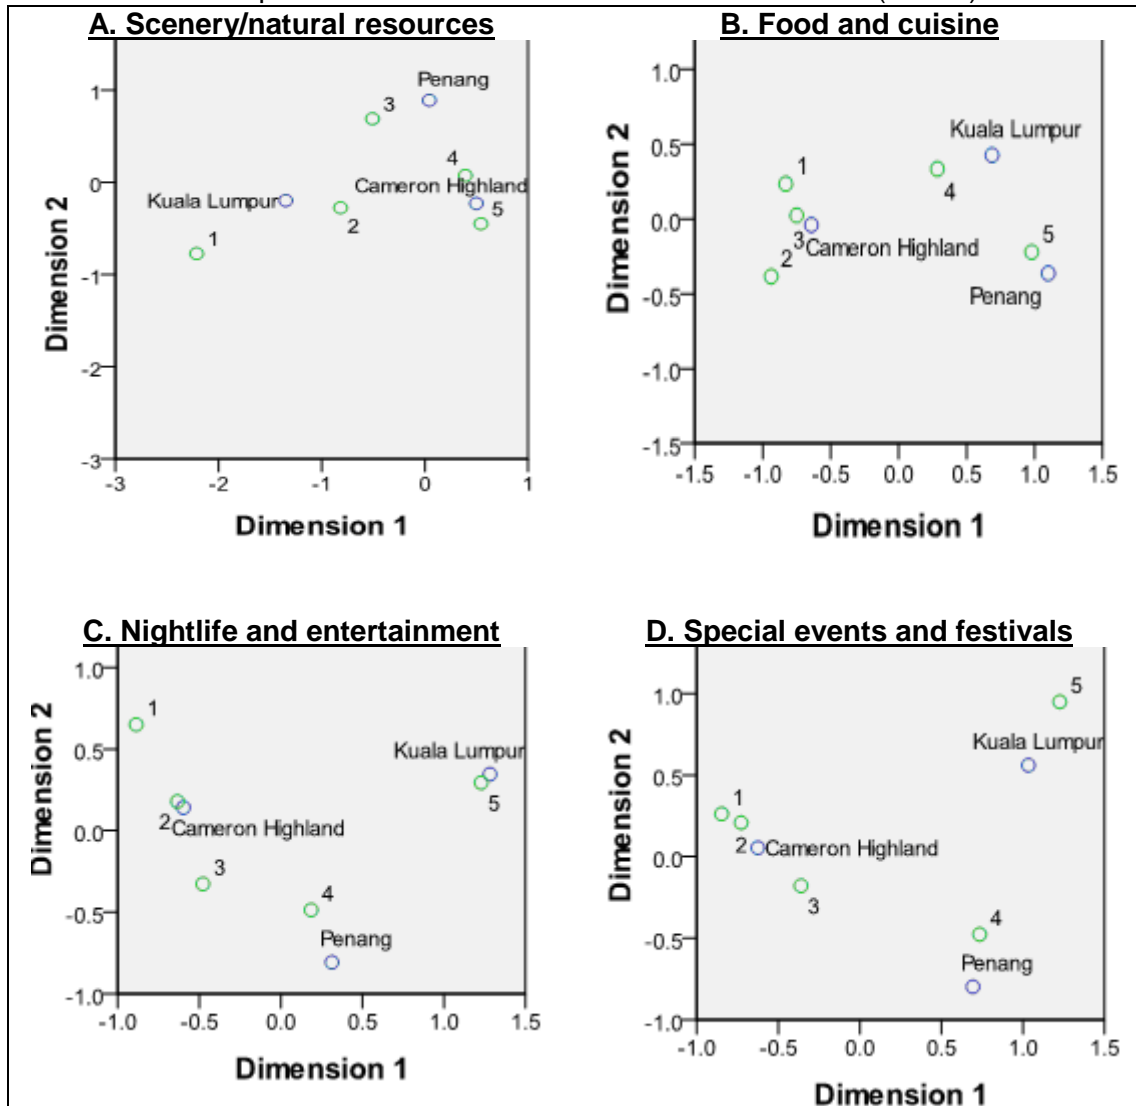 A. Scenery/natural resources
Dimension 2
1
0
-1
-2
-3
-3
-2
-1
0
1
Dimension 1
Penang
3
4
Cameron Highland
Kuala Lumpur
5
2
1
B. Food and cuisine
Dimension 2
1.0
0.5
0.0
-0.5
-1.0
-1.5
-1.5
-1.0
-0.5
0.0
0.5
1.0
1.5
Dimension 1
Kuala Lumpur
1
4
3
Cameron Highland
5
2
Penang
C. Nightlife and entertainment
Dimension 2
1.0
0.5
0.0
-0.5
-1.0
-1.0
-0.5
0.0
0.5
1.0
1.5
Dimension 1
1
Kuala Lumpur
5
2
Cameron Highland
3
4
Penang
D. Special events and festivals
Dimension 2
1.0
0.5
0.0
-0.5
-1.0
-1.0
-0.5
0.0
0.5
1.0
1.5
Dimension 1
5
Kuala Lumpur
1
2
Cameron Highland
3
4
Penang